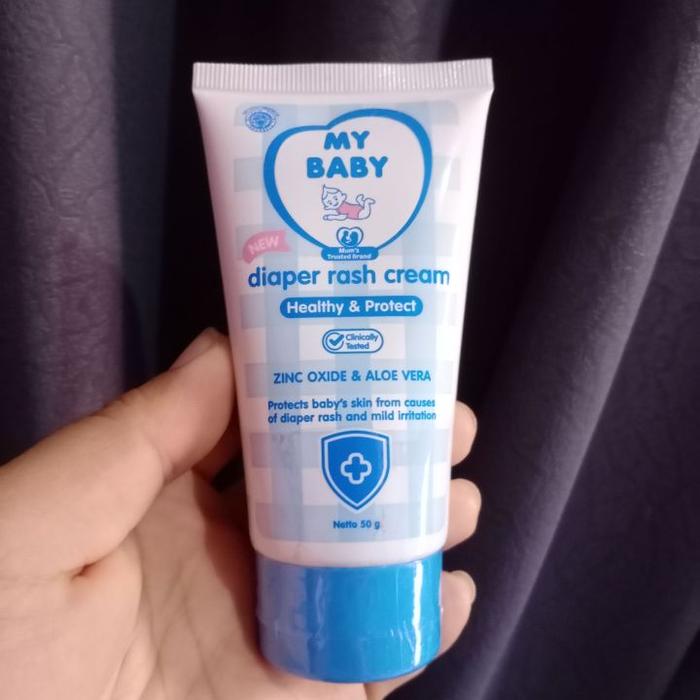 MY
BABY
Mum's
Trusted Brand
NEW
diaper rash cream
Healthy & Protect
Clinically
Tested
ZINC OXIDE & ALOE VERA
Protects baby's skin from causes
of diaper rash and mild irritation
Netto 50 g